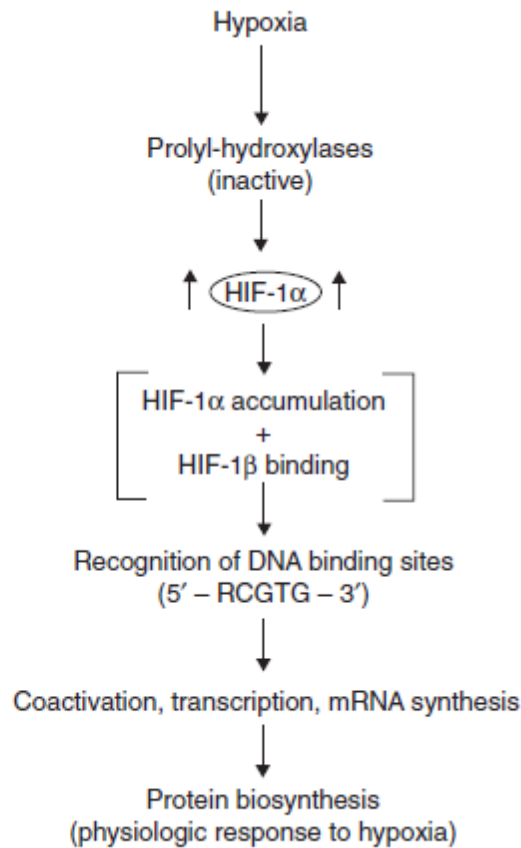 Hypoxia
Prolyl-hydroxylases
(inactive)
HIF-1α
HIF-1α accumulation
+
HIF-1β binding
Recognition of DNA binding sites
(5′ – RCGTG – 3′)
Coactivation, transcription, mRNA synthesis
Protein biosynthesis
(physiologic response to hypoxia)